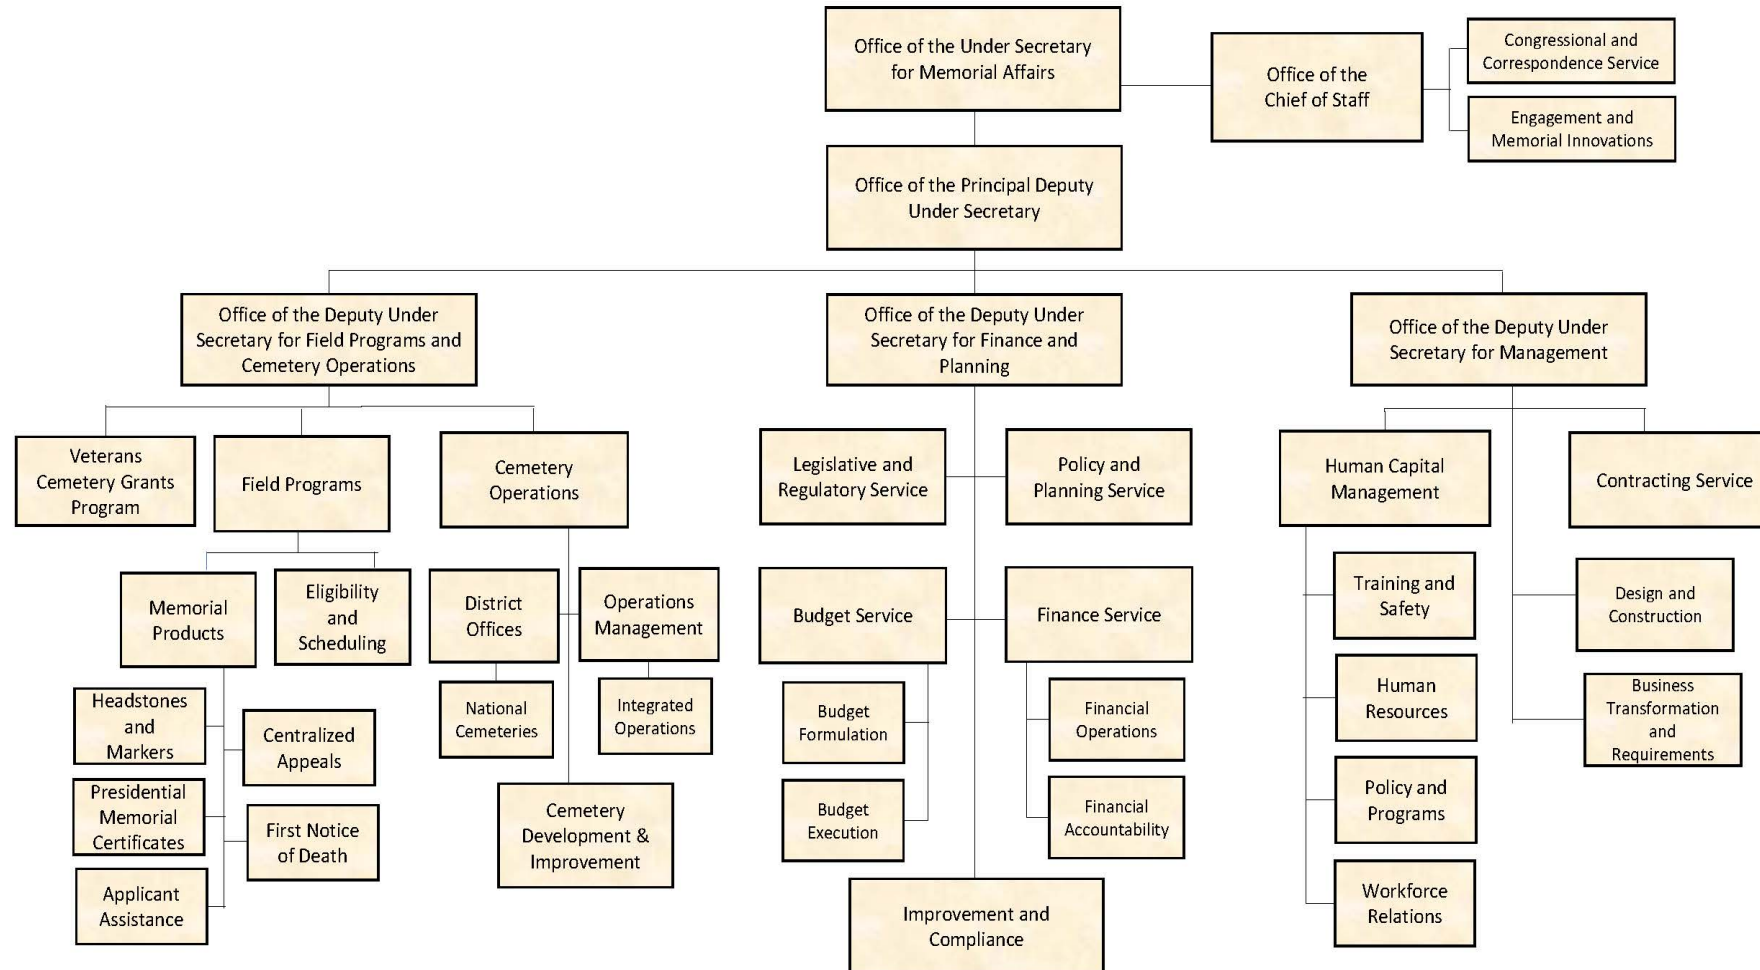 Office of the Under Secretary
for Memorial Affairs
Office of the
Chief of Staff
Congressional and
Correspondence Service
Engagement and
Memorial Innovations
Office of the Principal Deputy
Under Secretary
Office of the Deputy Under
Secretary for Field Programs and
Cemetery Operations
Office of the Deputy Under
Secretary for Finance and
Planning
Office of the Deputy Under
Secretary for Management
Veterans
Cemetery Grants
Program
Field Programs
Cemetery
Operations
Legislative and
Regulatory Service
Policy and
Planning Service
Human Capital
Management
Contracting Service
Memorial
Products
Eligibility
and
Scheduling
District
Offices
Operations
Management
Budget Service
Finance Service
Training and
Safety
Design and
Construction
Headstones
and
Markers
Centralized
Appeals
National
Cemeteries
Integrated
Operations
Budget
Formulation
Financial
Operations
Human
Resources
Business
Transformation
and
Requirements
Presidential
Memorial
Certificates
First Notice
of Death
Cemetery
Development &
Improvement
Budget
Execution
Financial
Accountability
Policy and
Programs
Applicant
Assistance
Improvement and
Compliance
Workforce
Relations